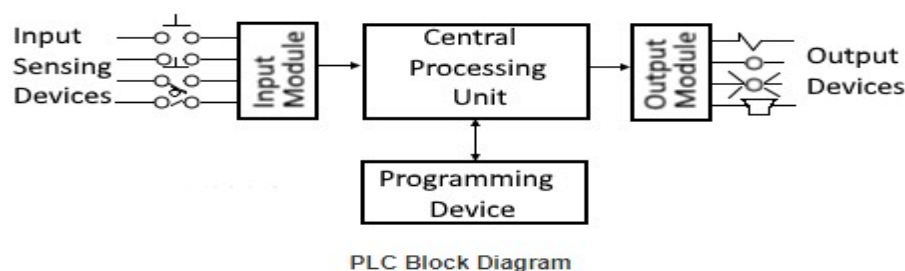 Input
Sensing
Devices
Input
Module
Central
Processing
Unit
Output
Module
Output
Devices
Programming
Device
PLC Block Diagram